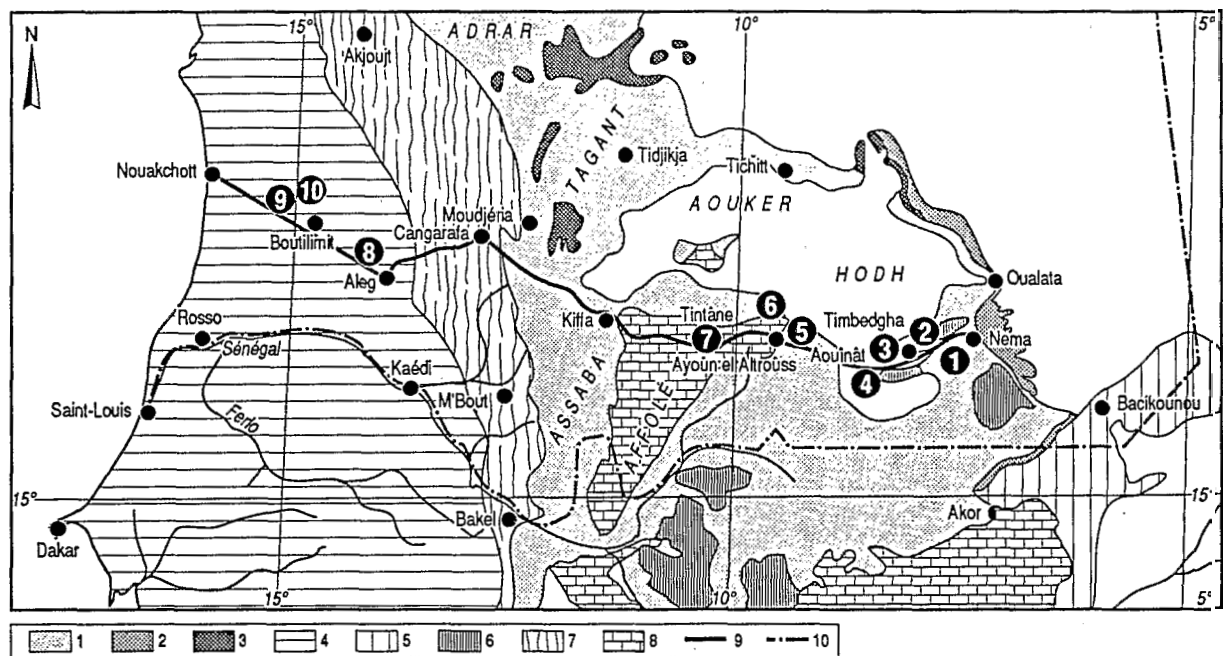 N
15°
ADRAR
10°
5°
Akjoujt
TAGANT
Tidjikja
Tichitt
Nouakchott
AOUKER
9
10
Boutilimit
Moudjéria
Cangarafa
8
Aleg
HODH
Oualata
Rosso
Sénégal
Kiffa
Tintâne
6
Timbedgha
7
5
3
2
Nema
Aouinât
1
Ayoun el Atrouss
4
Kaédi
M'Bout
ASSABA
AFFOLÉ
Saint-Louis
Ferlo
Bacikounou
15°
15°
Bakel
Akor
Dakar
15°
10°
5°
1 2 3 4 5 6 7 8 9 10